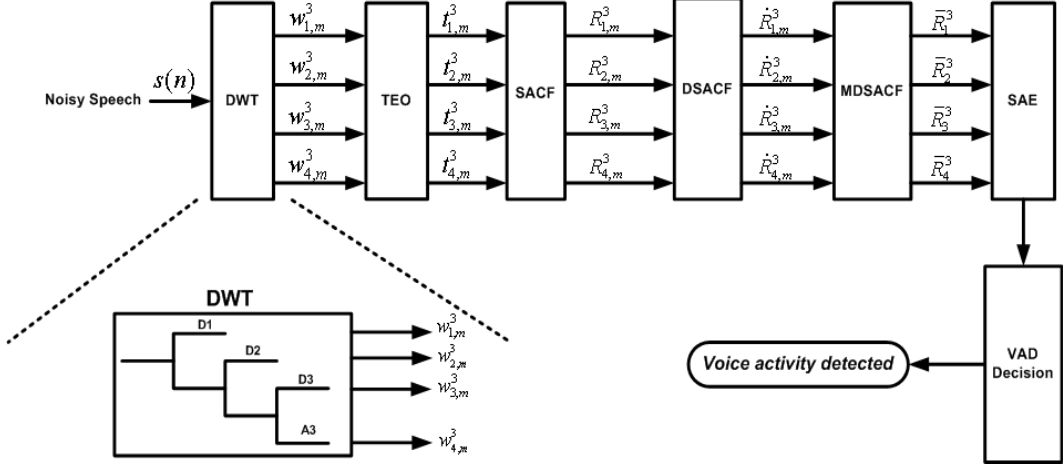 Noisy Speech
s(n)
DWT
w³₁,ₘ
w³₂,ₘ
w³₃,ₘ
w³₄,ₘ
TEO
t³₁,ₘ
t³₂,ₘ
t³₃,ₘ
t³₄,ₘ
SACF
R³₁,ₘ
R³₂,ₘ
R³₃,ₘ
R³₄,ₘ
DSACF
Ṙ³₁,ₘ
Ṙ³₂,ₘ
Ṙ³₃,ₘ
Ṙ³₄,ₘ
MDSACF
R̄³₁
R̄³₂
R̄³₃
R̄³₄
SAE
VAD
Decision
Voice activity detected
DWT
D1
D2
D3
A3
w³₁,ₘ
w³₂,ₘ
w³₃,ₘ
w³₄,ₘ